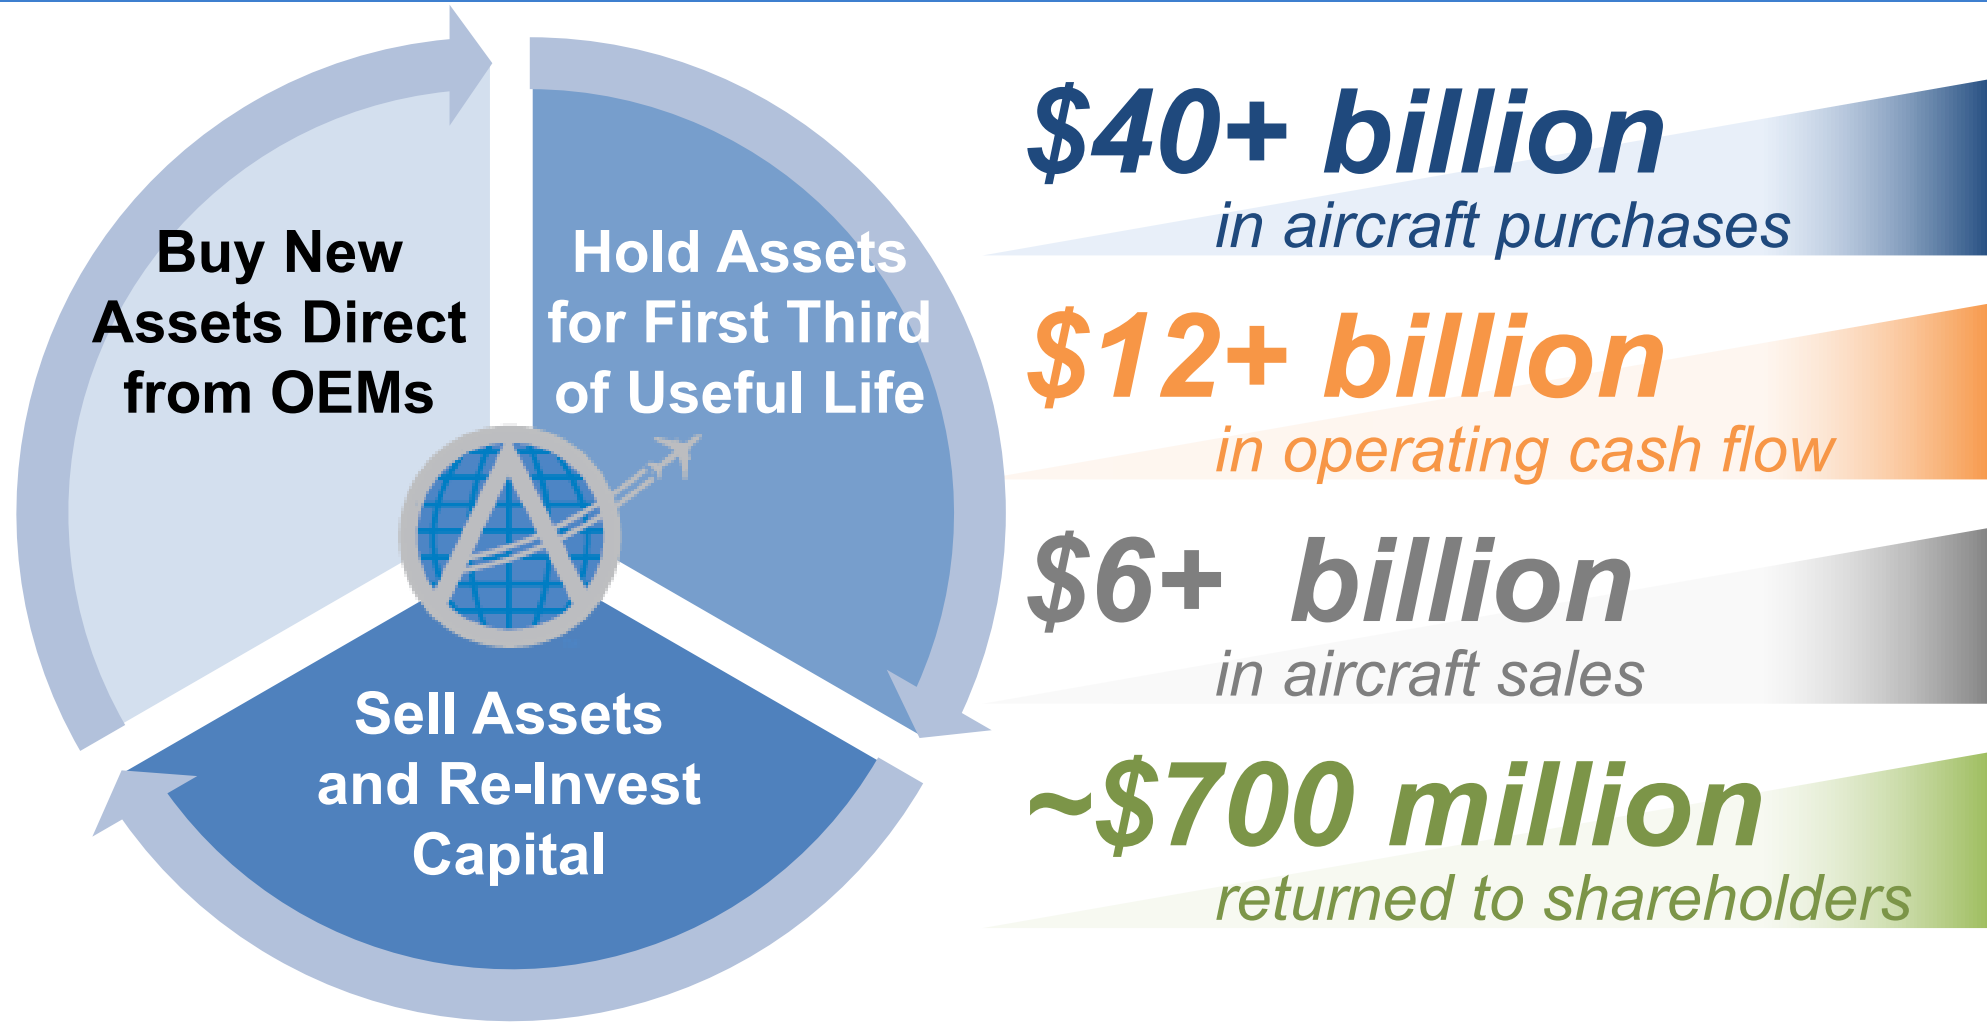 Buy New
Assets Direct
from OEMs
Hold Assets
for First Third
of Useful Life
Sell Assets
and Re-Invest
Capital
$40+ billion
in aircraft purchases
$12+ billion
in operating cash flow
$6+  billion
in aircraft sales
~$700 million
returned to shareholders